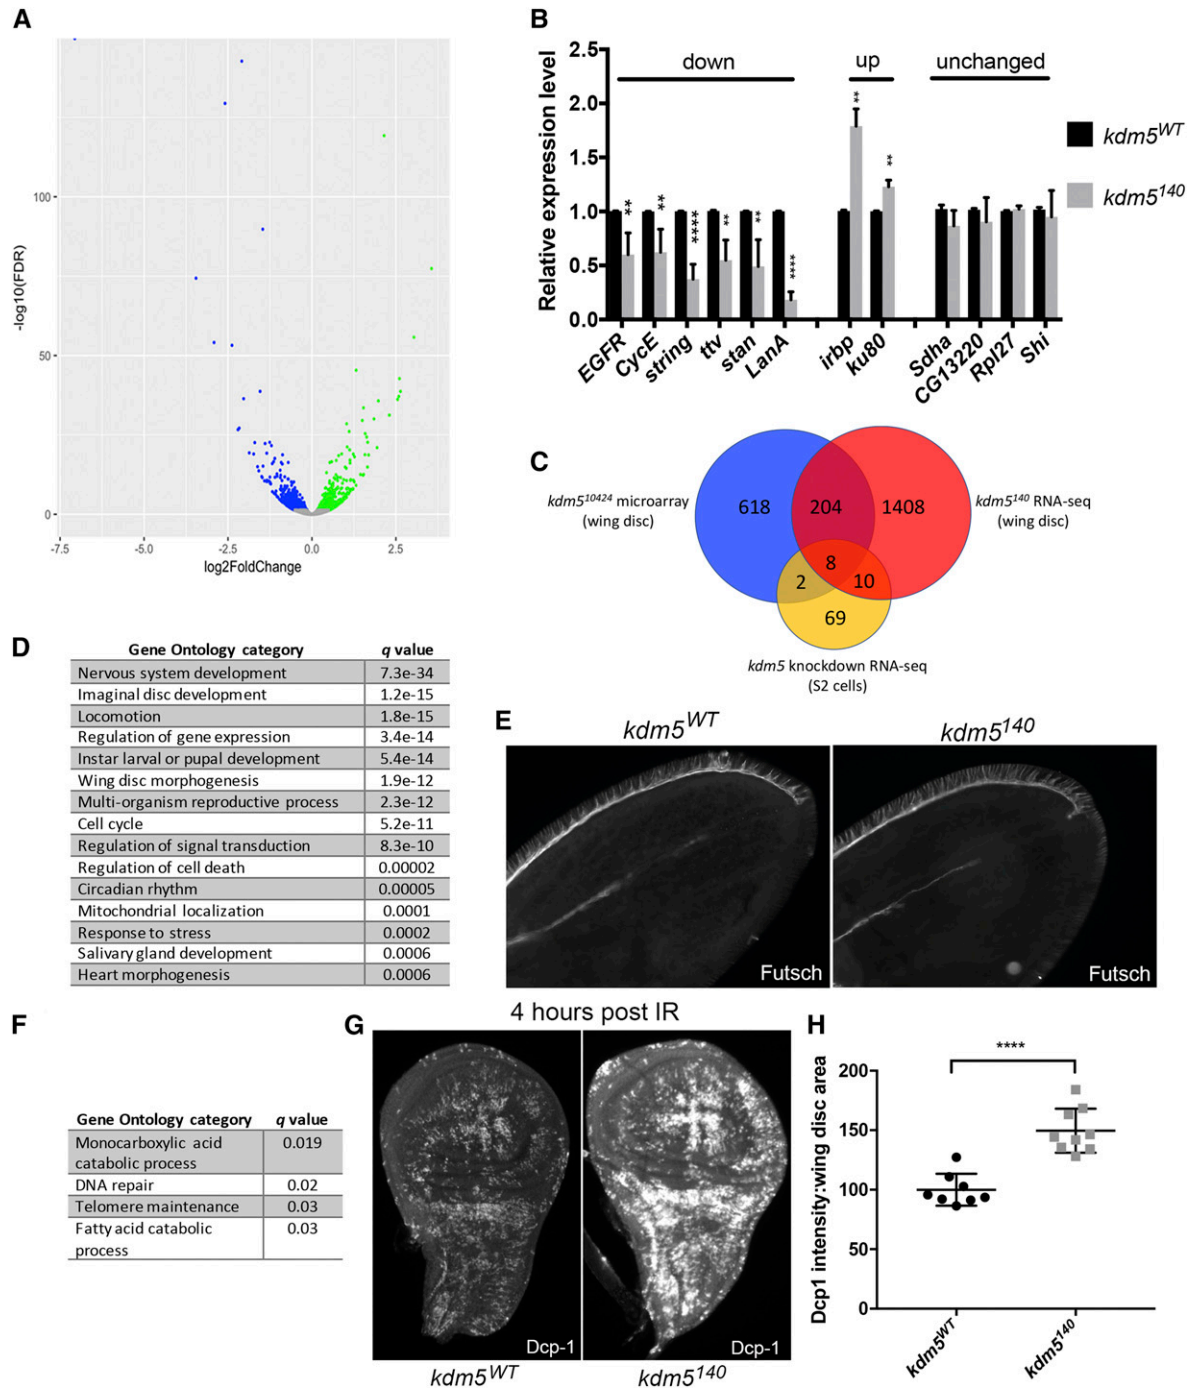 A
-log10(FDR)
100
50
0
-7.5 -5.0 -2.5 0.0 2.5
log2FoldChange
B
Relative expression level
2.5
2.0
1.5
1.0
0.5
0.0
down
up
unchanged
**
**
****
**
**
****
**
**
EGFR
CycE
string
ttv
stan
LanA
irbp
ku80
Sdha
CG13220
Rpl27
Shi
kdm5WT
kdm5140
C
kdm510424 microarray
(wing disc)
618
204
1408
kdm5140 RNA-seq
(wing disc)
8
2
10
69
kdm5 knockdown RNA-seq
(S2 cells)
D
Gene Ontology category q value
Nervous system development 7.3e-34
Imaginal disc development 1.2e-15
Locomotion 1.8e-15
Regulation of gene expression 3.4e-14
Instar larval or pupal development 5.4e-14
Wing disc morphogenesis 1.9e-12
Multi-organism reproductive process 2.3e-12
Cell cycle 5.2e-11
Regulation of signal transduction 8.3e-10
Regulation of cell death 0.00002
Circadian rhythm 0.00005
Mitochondrial localization 0.0001
Response to stress 0.0002
Salivary gland development 0.0006
Heart morphogenesis 0.0006
E
kdm5WT
kdm5140
Futsch
Futsch
F
Gene Ontology category q value
Monocarboxylic acid 0.019
catabolic process
DNA repair 0.02
Telomere maintenance 0.03
Fatty acid catabolic 0.03
process
G
4 hours post IR
Dcp-1
Dcp-1
kdm5WT
kdm5140
H
Dcp1 intensity:wing disc area
200
150
100
50
0
****
kdm5WT
kdm5140